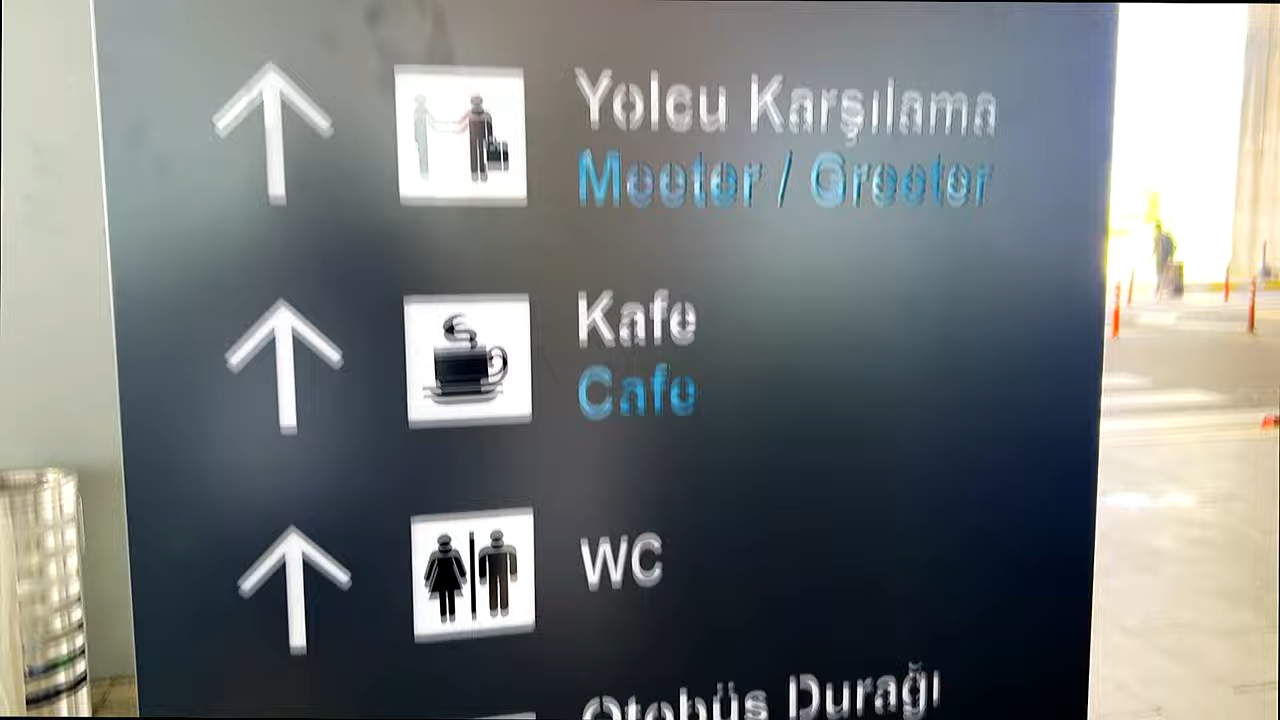 Yolcu Karşılama
Meeter / Greeter
Kafe
Cafe
WC
Otobüs Durağı